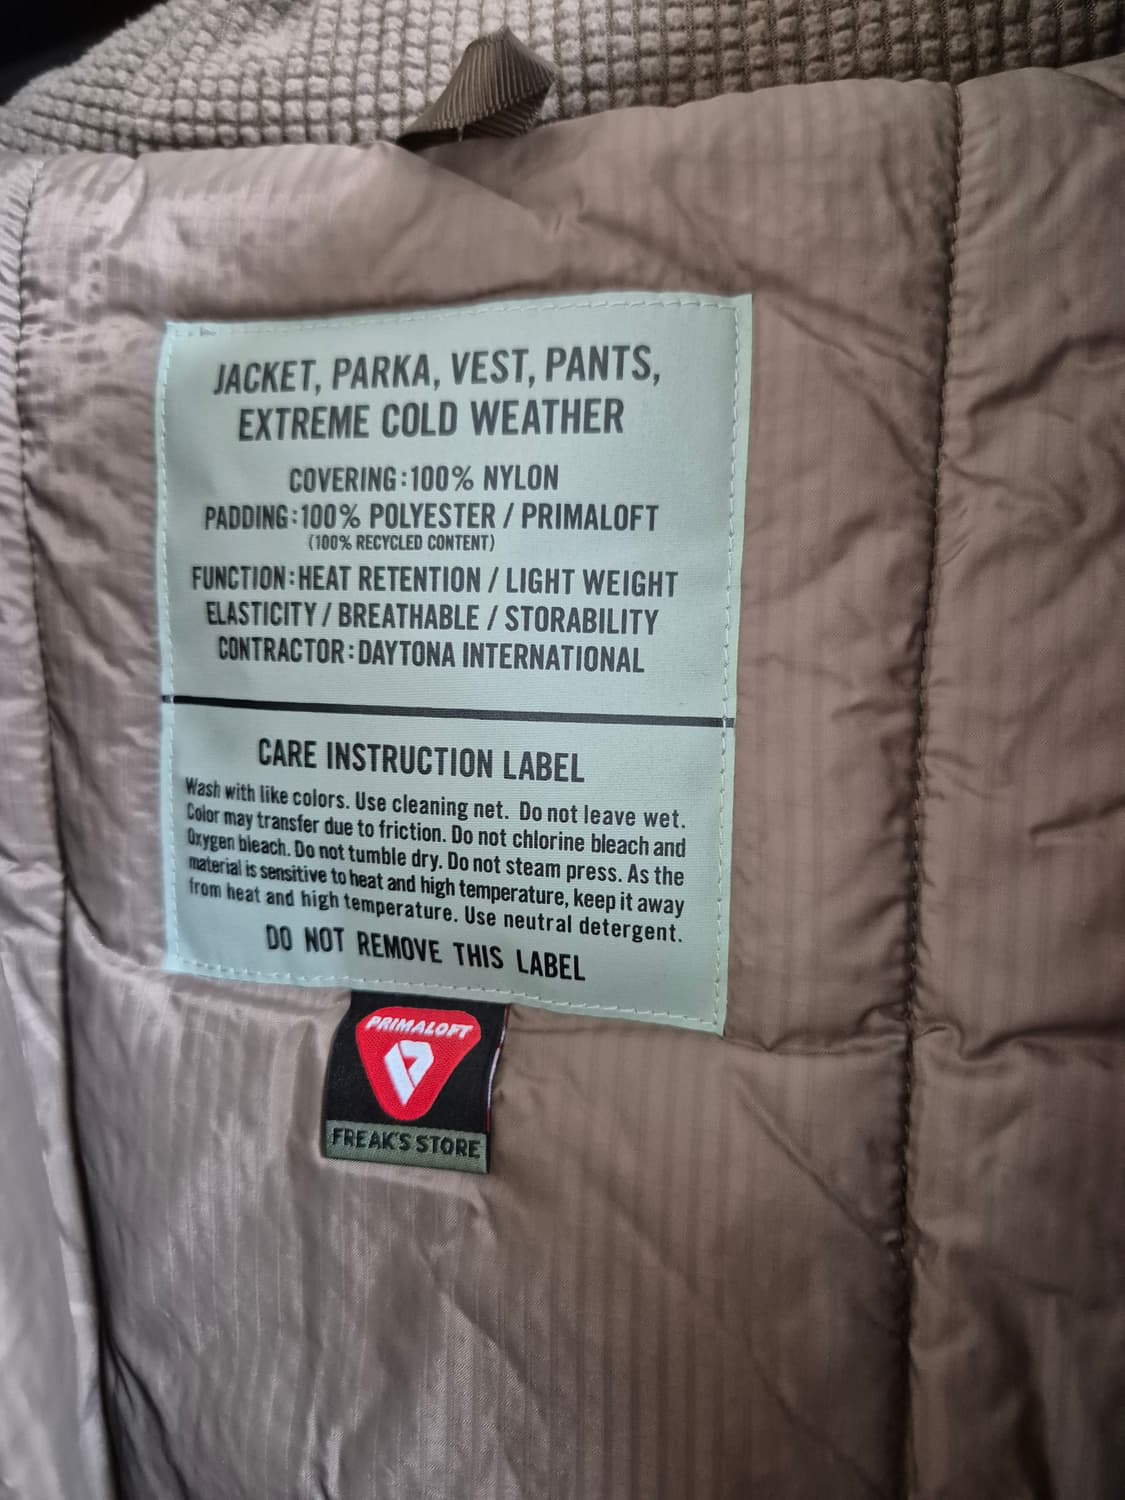 JACKET, PARKA, VEST, PANTS,
EXTREME COLD WEATHER
COVERING:100% NYLON
PADDING:100% POLYESTER / PRIMALOFT
(100% RECYCLED CONTENT)
FUNCTION:HEAT RETENTION / LIGHT WEIGHT
ELASTICITY / BREATHABLE / STORABILITY
CONTRACTOR:DAYTONA INTERNATIONAL
CARE INSTRUCTION LABEL
Wash with like colors. Use cleaning net. Do not leave wet.
Color may transfer due to friction. Do not chlorine bleach and
Oxygen bleach. Do not tumble dry. Do not steam press. As the
material is sensitive to heat and high temperature, keep it away
from heat and high temperature. Use neutral detergent.
DO NOT REMOVE THIS LABEL
PRIMALOFT
FREAK'S STORE